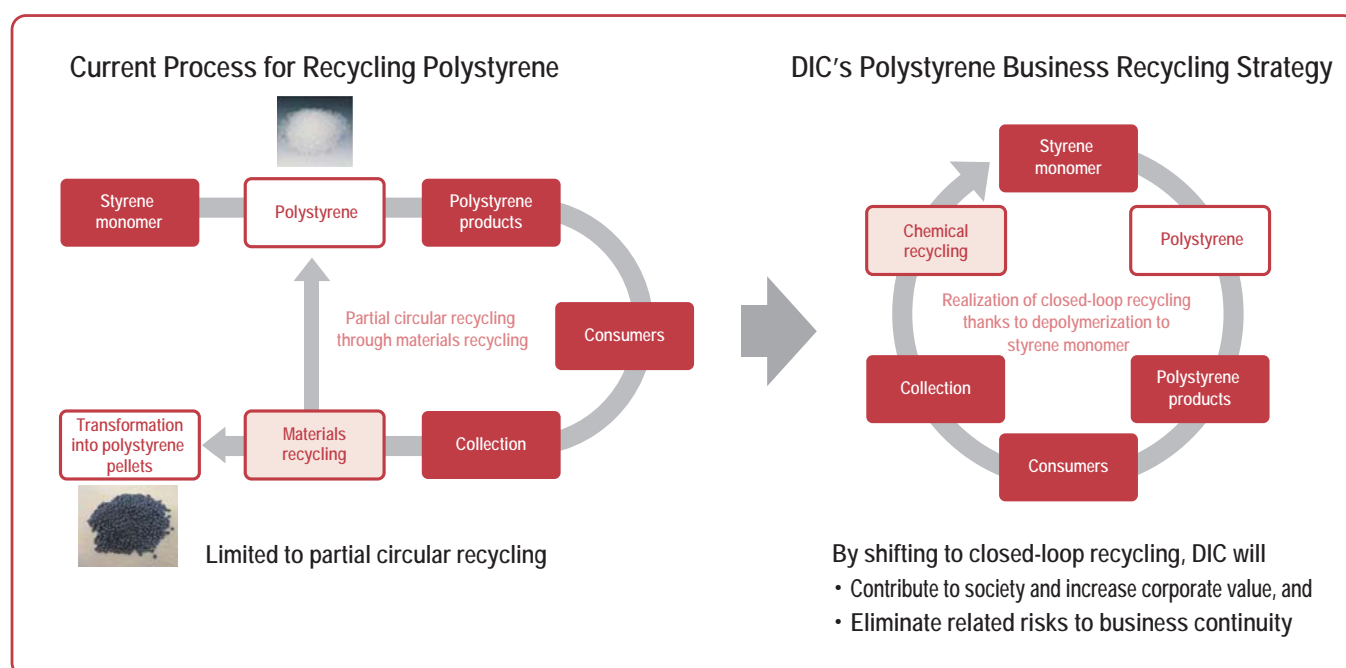 Current Process for Recycling Polystyrene
Styrene
monomer
Polystyrene
Polystyrene
products
Partial circular recycling
through materials recycling
Consumers
Transformation
into polystyrene
pellets
Materials
recycling
Collection
Limited to partial circular recycling
DIC's Polystyrene Business Recycling Strategy
Styrene
monomer
Chemical
recycling
Polystyrene
Realization of closed-loop recycling
thanks to depolymerization to
styrene monomer
Collection
Polystyrene
products
Consumers
By shifting to closed-loop recycling, DIC will
・Contribute to society and increase corporate value, and
・Eliminate related risks to business continuity